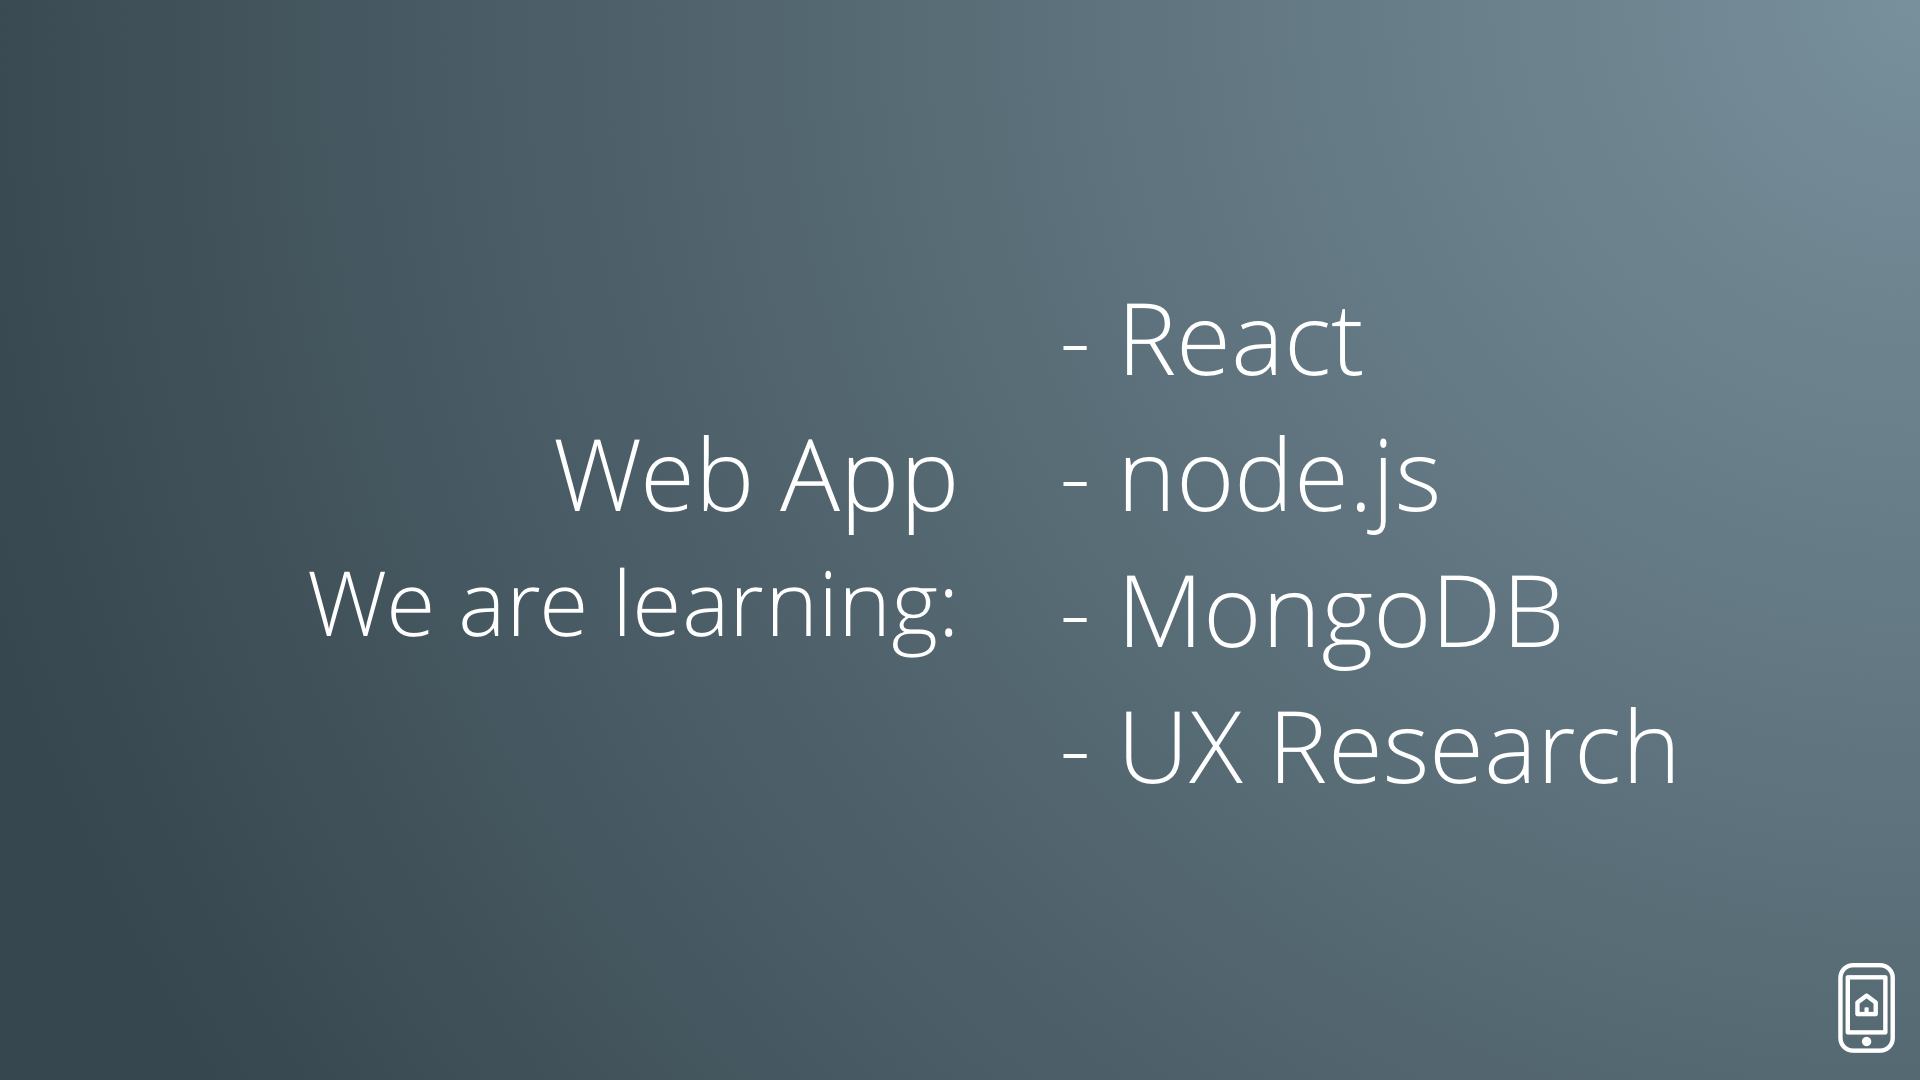 Web App
We are learning:
- React
- node.js
- MongoDB
- UX Research